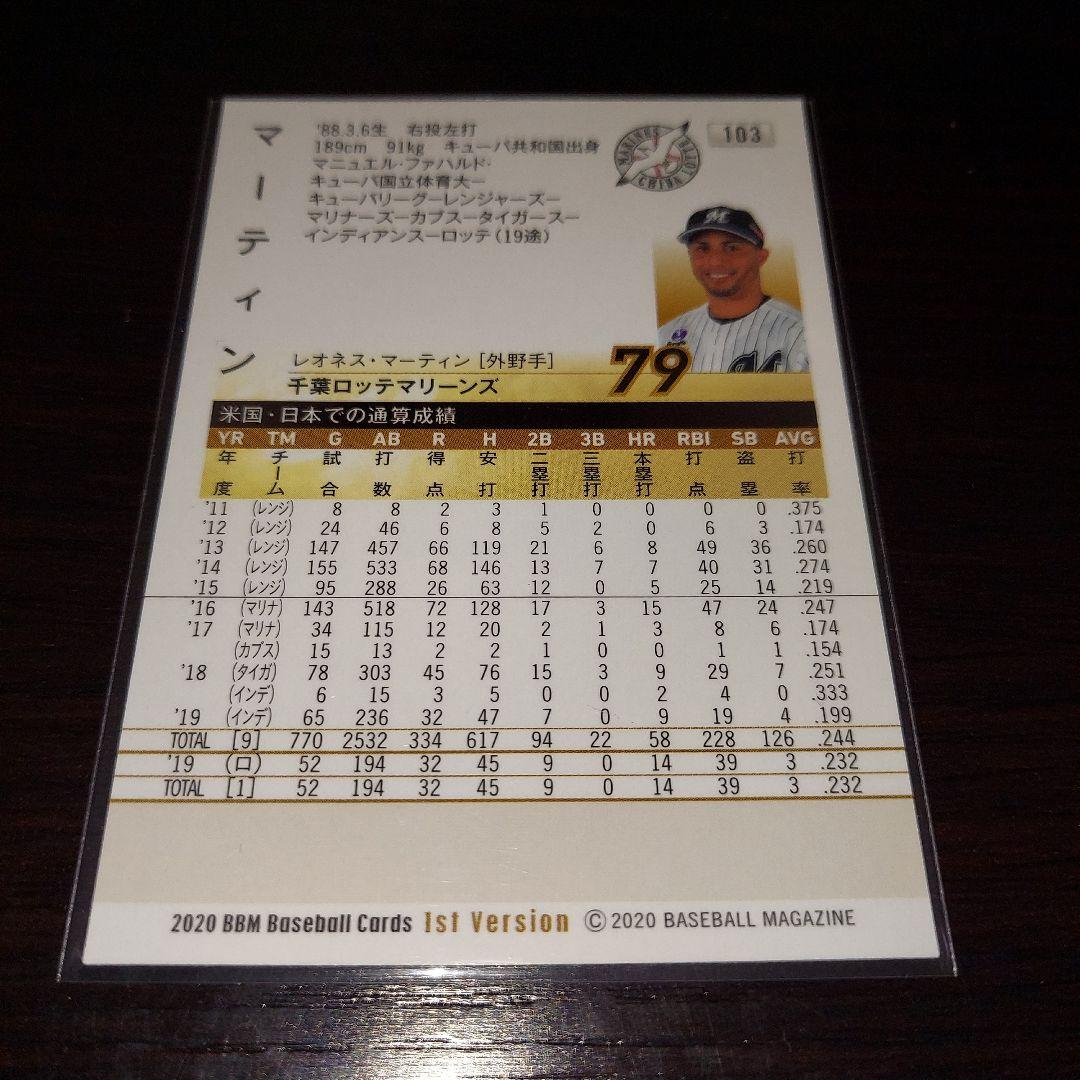 マーティン
'88.3.6生 右投左打
189cm 91kg キューバ共和国出身
マニュエル・ファハルド・
キューバ国立体育大ー
キューバリーグーレンジャーズー
マリナーズーカブスータイガースー
インディアンスーロッテ(19途)
MARINES
CHIBA
103
レオネス・マーティン [外野手]
千葉ロッテマリーンズ
79
米国・日本での通算成績
YR TM G AB R H 2B 3B HR RBI SB AVG
年度 チーム 試合 打数 得点 安打 二塁打 三塁打 本塁打 打点 盗塁 打率
'11 (レンジ) 8 8 2 3 1 0 0 0 0 .375
'12 (レンジ) 24 46 6 8 5 2 0 6 3 .174
'13 (レンジ) 147 457 66 119 21 6 8 49 36 .260
'14 (レンジ) 155 533 68 146 13 7 7 40 31 .274
'15 (レンジ) 95 288 26 63 12 0 5 25 14 .219
'16 (マリナ) 143 518 72 128 17 3 15 47 24 .247
'17 (マリナ) 34 115 12 20 2 1 3 8 6 .174
(カブス) 15 13 2 2 1 0 0 1 1 .154
'18 (タイガ) 78 303 45 76 15 3 9 29 7 .251
(インデ) 6 15 3 5 0 0 2 4 0 .333
'19 (インデ) 65 236 32 47 7 0 9 19 4 .199
TOTAL [9] 770 2532 334 617 94 22 58 228 126 .244
'19 (ロ) 52 194 32 45 9 0 14 39 3 .232
TOTAL [1] 52 194 32 45 9 0 14 39 3 .232
2020 BBM Baseball Cards 1st Version © 2020 BASEBALL MAGAZINE